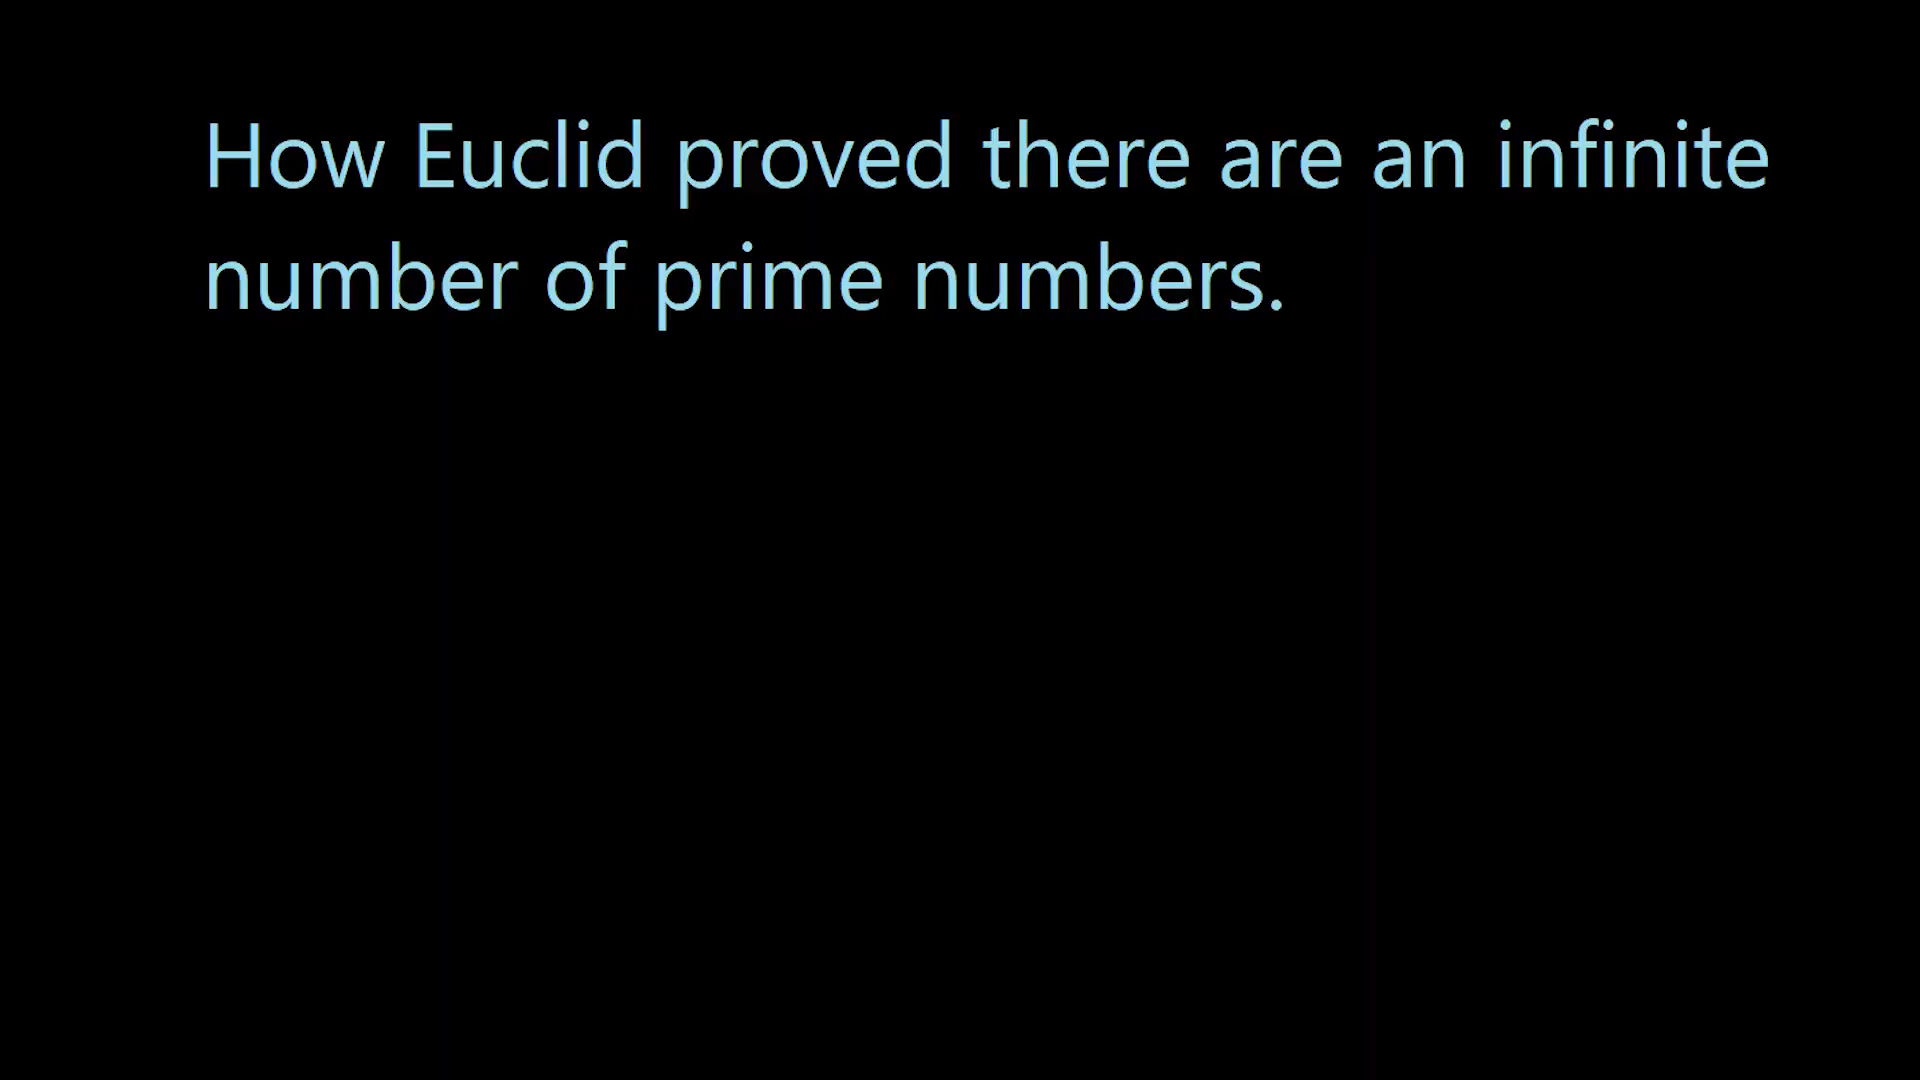 How Euclid proved there are an infinite
number of prime numbers.